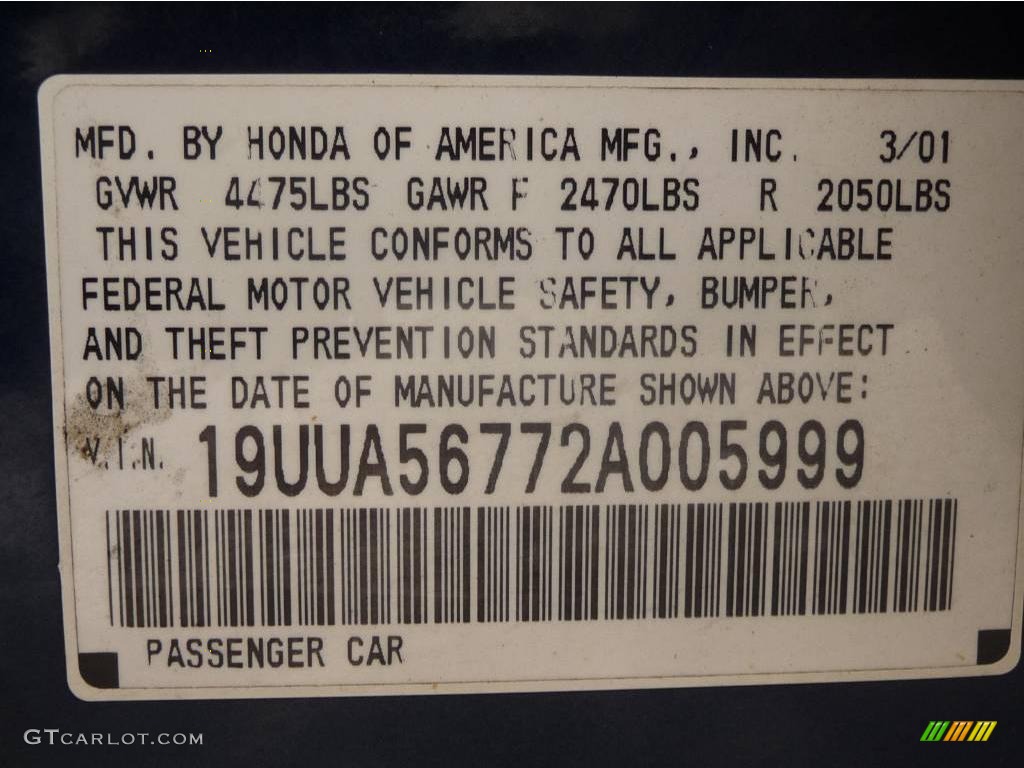 MFD. BY HONDA OF AMERICA MFG., INC. 3/01
GVWR 4475LBS GAWR F 2470LBS R 2050LBS
THIS VEHICLE CONFORMS TO ALL APPLICABLE
FEDERAL MOTOR VEHICLE SAFETY, BUMPER,
AND THEFT PREVENTION STANDARDS IN EFFECT
ON THE DATE OF MANUFACTURE SHOWN ABOVE:
V.I.N. 19UUA56772A005999
PASSENGER CAR
GTCARLOT.COM